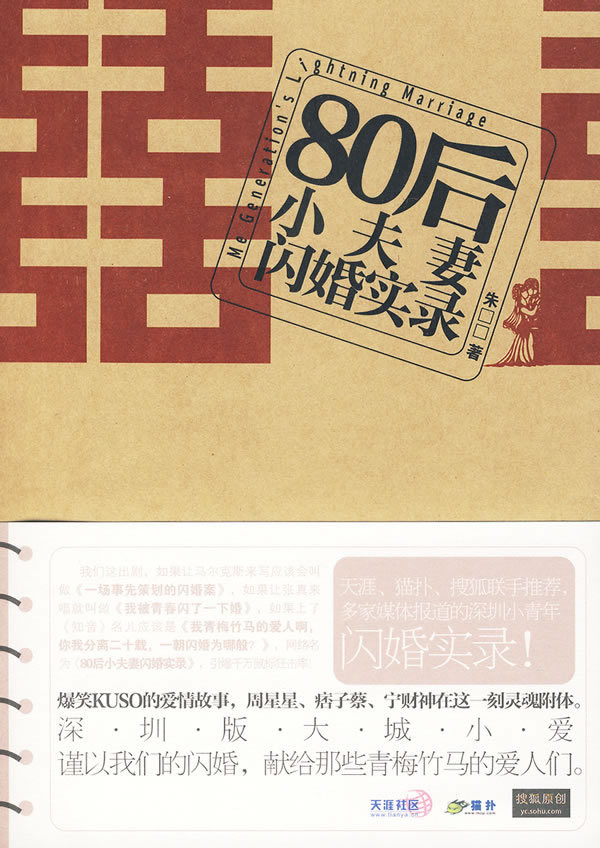 囍
囍
Me Generation's Lightning Marriage
80后
小夫妻
闪婚实录
朱□□ 著
我们这出剧，如果让马尔克斯来写应该会叫
做《一场事先策划的闪婚案》，如果让张真来
唱就叫做《我被青春闪了一下婚》，如果上了
《知音》名儿应该是《我青梅竹马的爱人啊，
你我分离二十载，一朝闪婚为哪般？》，网络名
为《80后小夫妻闪婚实录》，引爆千万鼠标狂击率！
天涯、猫扑、搜狐联手推荐，
多家媒体报道的深圳小青年
闪婚实录！
爆笑KUSO的爱情故事，周星星、痞子蔡、宁财神在这一刻灵魂附体。
深·圳·版·大·城·小·爱
谨以我们的闪婚，献给那些青梅竹马的爱人们。
天涯社区
www.tianya.cn
猫扑
www.mop.com
搜狐原创
yc.sohu.com